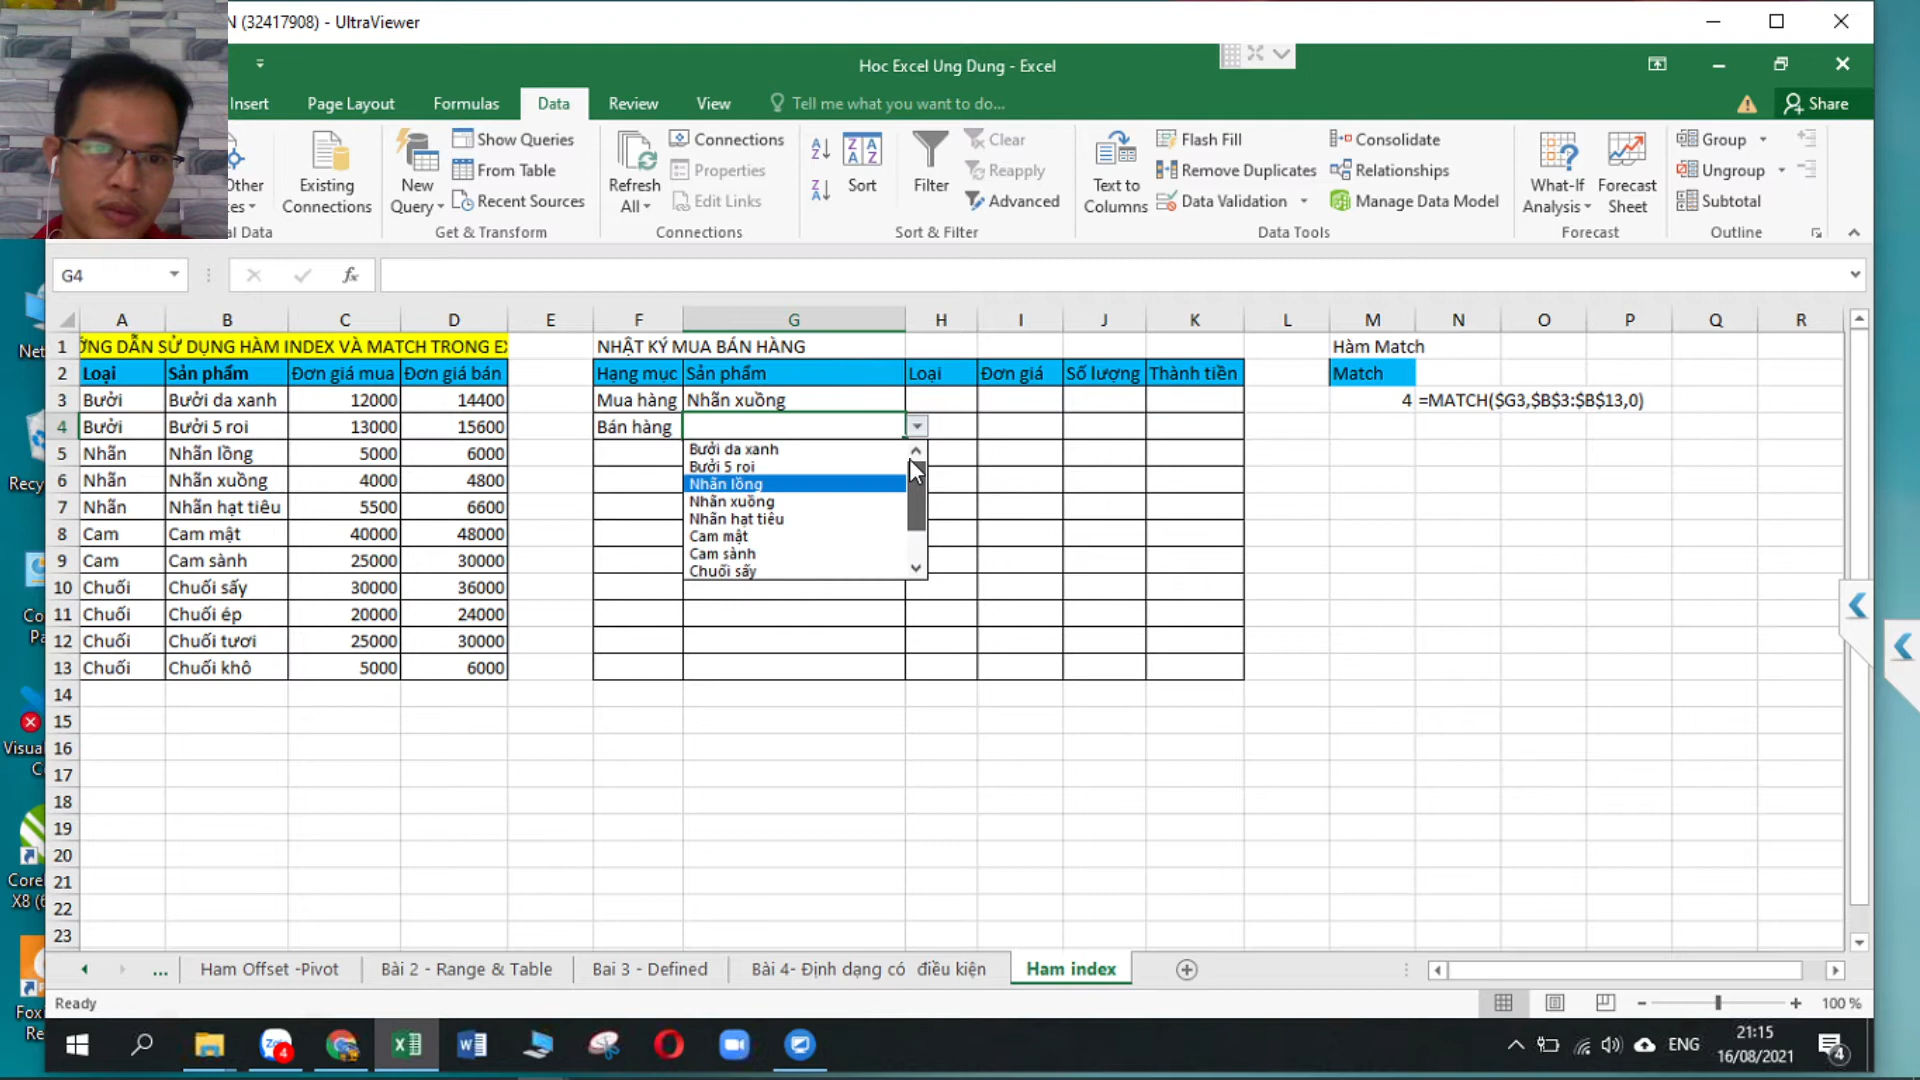 N (32417908) - UltraViewer
Hoc Excel Ung Dung - Excel
Insert Page Layout Formulas Data Review View Tell me what you want to do... Share
Other
Existing Connections
New Query
Show Queries
From Table
Recent Sources
Get & Transform
Refresh All
Connections
Properties
Edit Links
Connections
Sort
Filter
Clear
Reapply
Advanced
Sort & Filter
Text to Columns
Flash Fill
Remove Duplicates
Data Validation
Consolidate
Relationships
Manage Data Model
Data Tools
What-If Analysis
Forecast Sheet
Forecast
Group
Ungroup
Subtotal
Outline
G4 fx
A B C D E F G H I J K L M N O P Q R
1 ỚNG DẪN SỬ DỤNG HÀM INDEX VÀ MATCH TRONG EX NHẬT KÝ MUA BÁN HÀNG Hàm Match
2 Loại Sản phẩm Đơn giá mua Đơn giá bán Hạng mục Sản phẩm Loại Đơn giá Số lượng Thành tiền Match
3 Bưởi Bưởi da xanh 12000 14400 Mua hàng Nhãn xuồng 4 =MATCH($G3,$B$3:$B$13,0)
4 Bưởi Bưởi 5 roi 13000 15600 Bán hàng
5 Nhãn Nhãn lồng 5000 6000
6 Nhãn Nhãn xuồng 4000 4800
7 Nhãn Nhãn hạt tiêu 5500 6600
8 Cam Cam mật 40000 48000
9 Cam Cam sành 25000 30000
10 Chuối Chuối sấy 30000 36000
11 Chuối Chuối ép 20000 24000
12 Chuối Chuối tươi 25000 30000
13 Chuối Chuối khô 5000 6000
Bưởi da xanh
Bưởi 5 roi
Nhãn lồng
Nhãn xuồng
Nhãn hạt tiêu
Cam mật
Cam sành
Chuối sấy
14
15
16
17
18
19
20
21
22
23
... Ham Offset -Pivot Bài 2 - Range & Table Bai 3 - Defined Bài 4- Định dạng có điều kiện Ham index
Ready 100 %
ENG
21:15
16/08/2021
4
4
Net
Recy
Co
Pa
Visual
Core
X8 (6
Foxi
Re